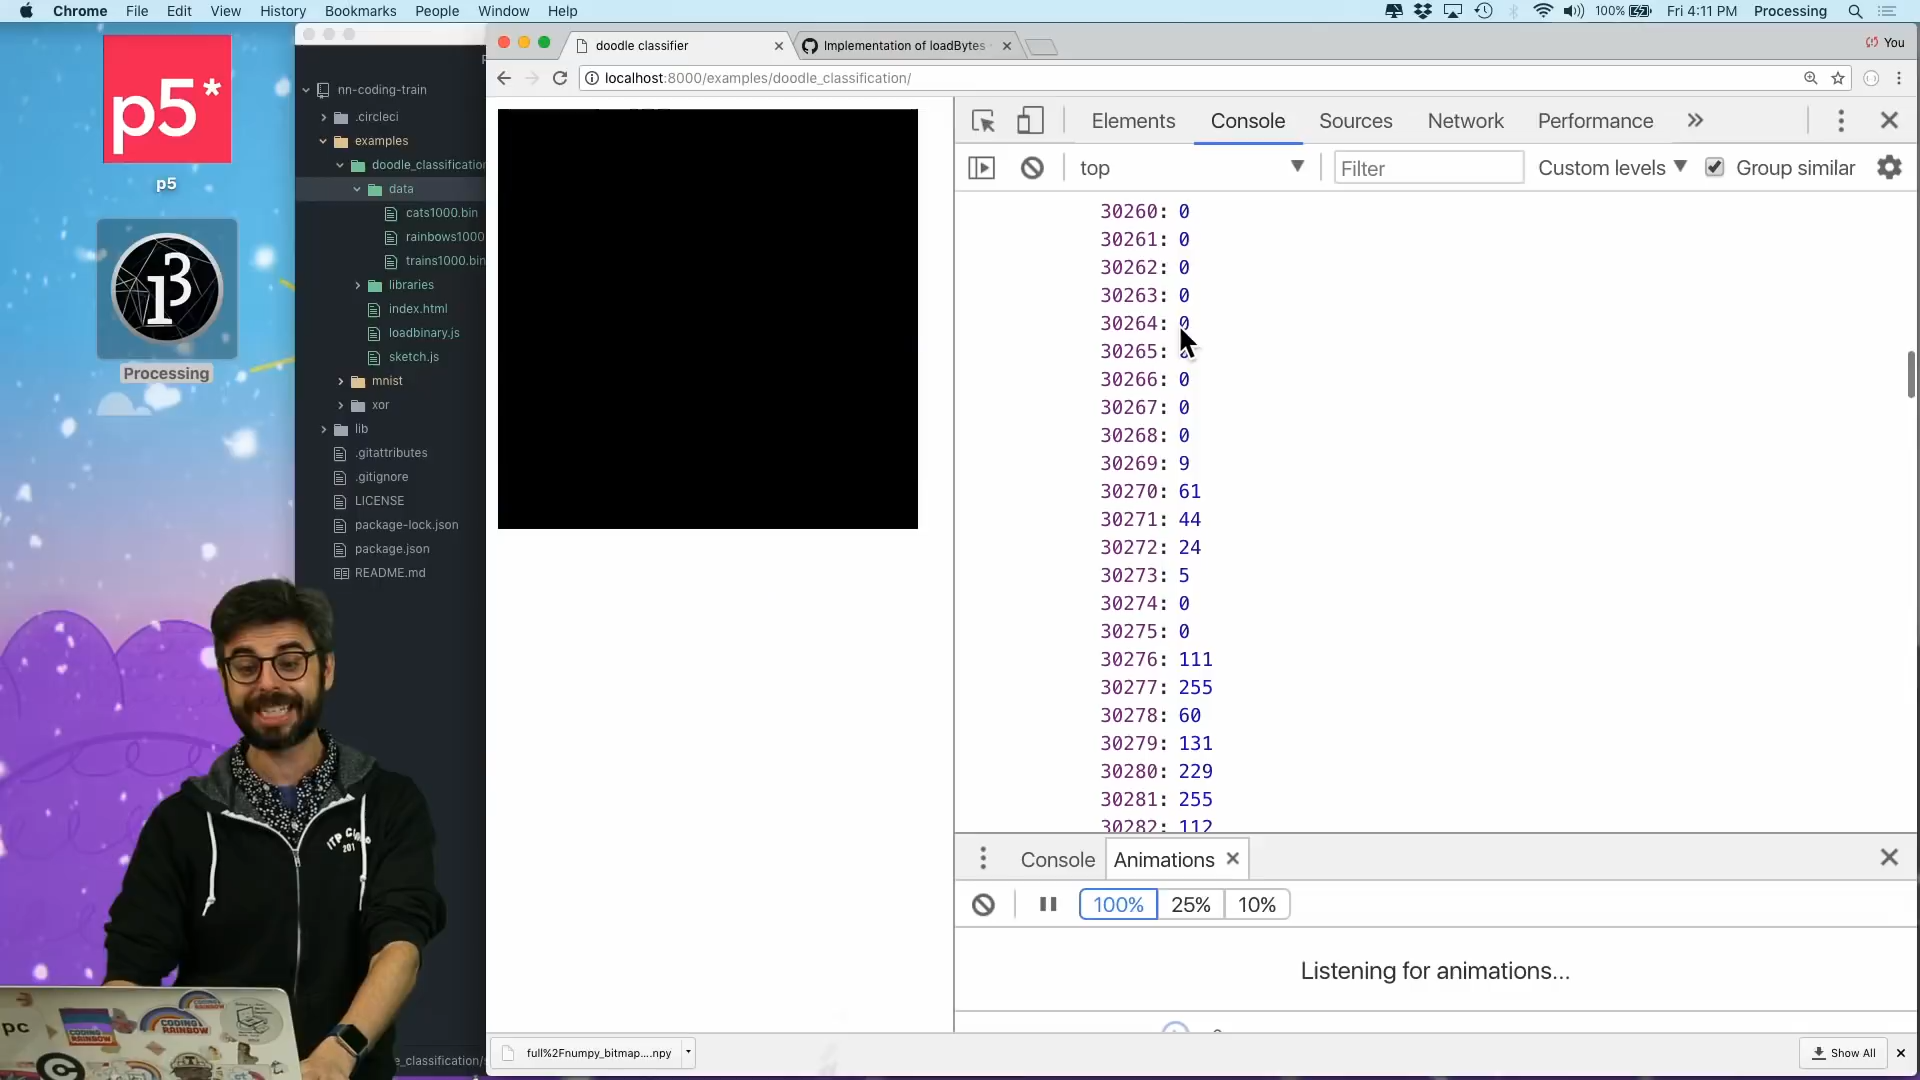 Chrome File Edit View History Bookmarks People Window Help 100% Fri 4:11 PM Processing
p5*
p5
Processing
nn-coding-train
.circleci
examples
data
cats1000.bin
rainbows1000
trains1000.bin
libraries
index.html
loadbinary.js
sketch.js
mnist
xor
lib
.gitattributes
.gitignore
LICENSE
package-lock.json
package.json
README.md
doodle classifier
Implementation of loadBytes
You
localhost:8000/examples/doodle_classification/
Elements Console Sources Network Performance
top
Filter
Custom levels
Group similar
30260: 0
30261: 0
30262: 0
30263: 0
30264: 0
30265:
30266: 0
30267: 0
30268: 0
30269: 9
30270: 61
30271: 44
30272: 24
30273: 5
30274: 0
30275: 0
30276: 111
30277: 255
30278: 60
30279: 131
30280: 229
30281: 255
30282: 112
Console Animations
100% 25% 10%
Listening for animations...
full%2Fnumpy_bitmap....npy
Show All
pc
CODING
RAINBOW